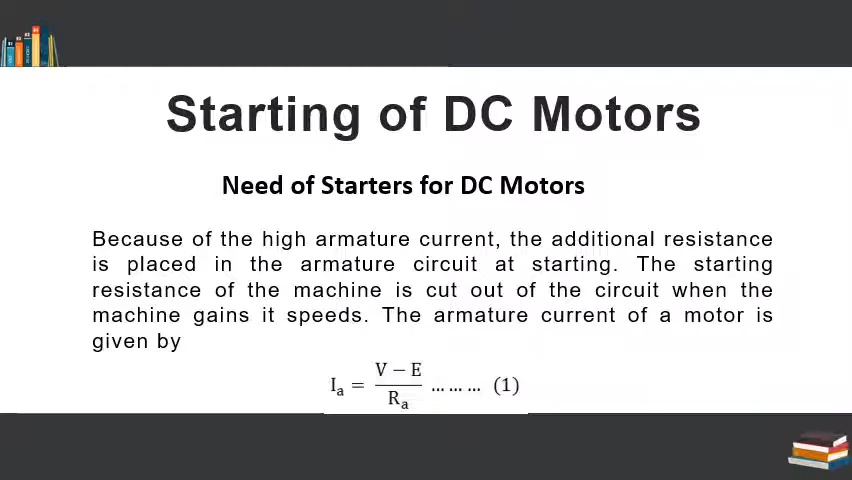 Starting of DC Motors
Need of Starters for DC Motors
Because of the high armature current, the additional resistance
is placed in the armature circuit at starting. The starting
resistance of the machine is cut out of the circuit when the
machine gains it speeds. The armature current of a motor is
given by
Iₐ = (V − E) / Rₐ ... ... ... (1)